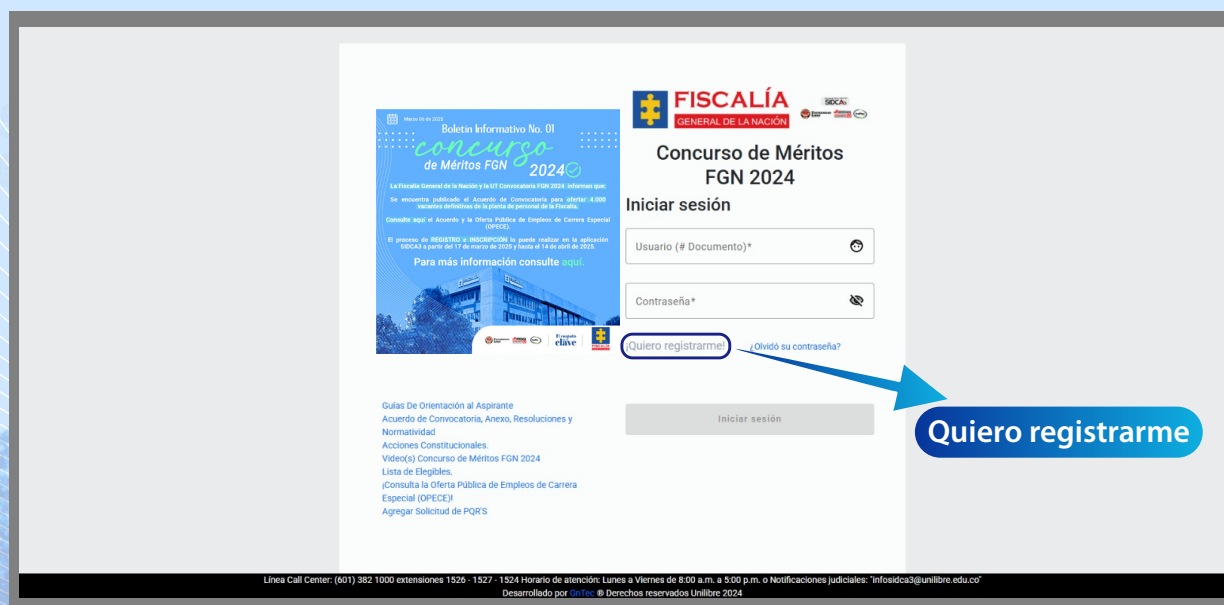 Marzo 06 de 2025
Boletín Informativo No. 01
concurso
de Méritos FGN
2024
La Fiscalía General de la Nación y la UT Convocatoria FGN 2024 informan que:
Se encuentra publicado el Acuerdo de Convocatoria para ofertar 4.000
vacantes definitivas de la planta de personal de la Fiscalía.
Consulte aquí el Acuerdo y la Oferta Pública de Empleos de Carrera Especial
(OPECE).
El proceso de REGISTRO e INSCRIPCIÓN lo puede realizar en la aplicación
SIDCA3 a partir del 17 de marzo de 2025 y hasta el 14 de abril de 2025.
Para más información consulte aquí.
clave
FISCALÍA
GENERAL DE LA NACIÓN
Concurso de Méritos
FGN 2024
Iniciar sesión
Usuario (# Documento)*
Contraseña*
¡Quiero registrarme!
¿Olvidó su contraseña?
Iniciar sesión
Quiero registrarme
Guías De Orientación al Aspirante
Acuerdo de Convocatoria, Anexo, Resoluciones y
Normatividad
Acciones Constitucionales.
Video(s) Concurso de Méritos FGN 2024
Lista de Elegibles.
¡Consulta la Oferta Pública de Empleos de Carrera
Especial (OPECE)!
Agregar Solicitud de PQR'S
Línea Call Center: (601) 382 1000 extensiones 1526 - 1527 - 1524 Horario de atención: Lunes a Viernes de 8:00 a.m. a 5:00 p.m. o Notificaciones judiciales: "infosidca3@unilibre.edu.co"
Desarrollado por GnTec ® Derechos reservados Unilibre 2024